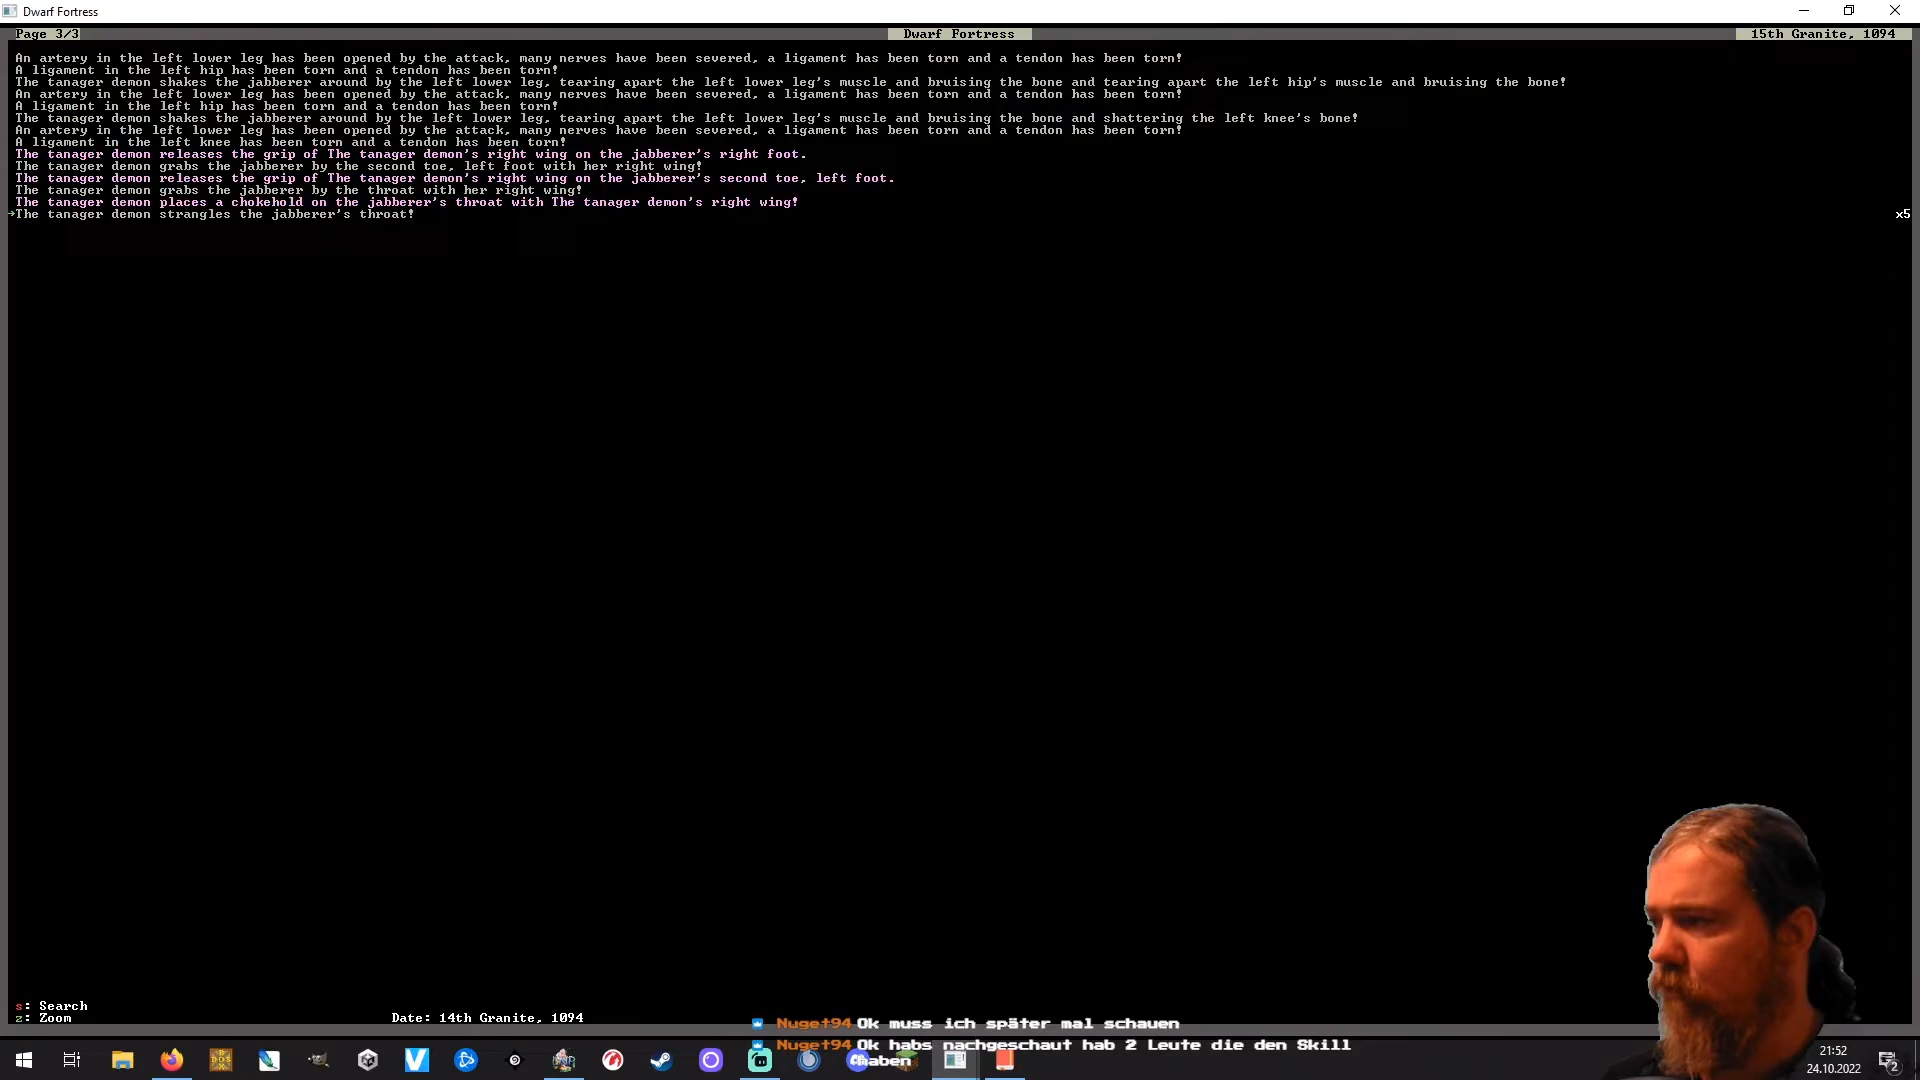 Dwarf Fortress
Page 3/3 Dwarf Fortress 15th Granite, 1094
An artery in the left lower leg has been opened by the attack, many nerves have been severed, a ligament has been torn and a tendon has been torn!
A ligament in the left hip has been torn and a tendon has been torn!
The tanager demon shakes the jabberer around by the left lower leg, tearing apart the left lower leg's muscle and bruising the bone and tearing apart the left hip's muscle and bruising the bone!
An artery in the left lower leg has been opened by the attack, many nerves have been severed, a ligament has been torn and a tendon has been torn!
A ligament in the left hip has been torn and a tendon has been torn!
The tanager demon shakes the jabberer around by the left lower leg, tearing apart the left lower leg's muscle and bruising the bone and shattering the left knee's bone!
An artery in the left lower leg has been opened by the attack, many nerves have been severed, a ligament has been torn and a tendon has been torn!
A ligament in the left knee has been torn and a tendon has been torn!
The tanager demon releases the grip of The tanager demon's right wing on the jabberer's right foot.
The tanager demon grabs the jabberer by the second toe, left foot with her right wing!
The tanager demon releases the grip of The tanager demon's right wing on the jabberer's second toe, left foot.
The tanager demon grabs the jabberer by the throat with her right wing!
The tanager demon places a chokehold on the jabberer's throat with The tanager demon's right wing!
→The tanager demon strangles the jabberer's throat! x5
s: Search
z: Zoom Date: 14th Granite, 1094
Nuget94 Ok muss ich später mal schauen
Nuget94 Ok habs nachgeschaut hab 2 Leute die den Skill
haben
21:52
24.10.2022
2